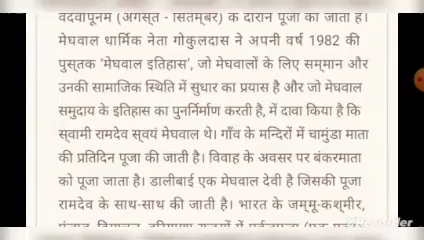 वेदवापूनम (अगस्त - सितम्बर) के दौरान पूजा की जाती है।
मेघवाल धार्मिक नेता गोकुलदास ने अपनी वर्ष 1982 की
पुस्तक 'मेघवाल इतिहास', जो मेघवालों के लिए सम्मान और
उनकी सामाजिक स्थिति में सुधार का प्रयास है और जो मेघवाल
समुदाय के इतिहास का पुनर्निर्माण करती है, में दावा किया है कि
स्वामी रामदेव स्वयं मेघवाल थे। गाँव के मन्दिरों में चामुंडा माता
की प्रतिदिन पूजा की जाती है। विवाह के अवसर पर बंकरमाता
को पूजा जाता है। डालीबाई एक मेघवाल देवी है जिसकी पूजा
रामदेव के साथ-साथ की जाती है। भारत के जम्मू-कश्मीर,